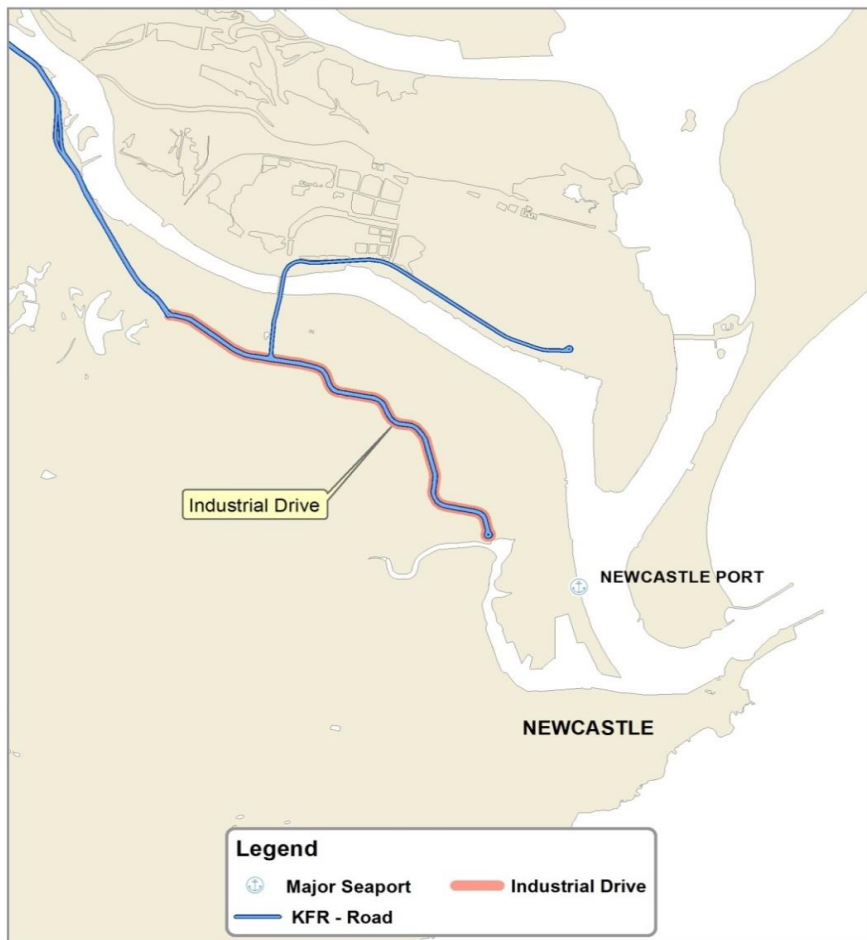 Industrial Drive
NEWCASTLE PORT
NEWCASTLE
Legend
Major Seaport
Industrial Drive
KFR - Road